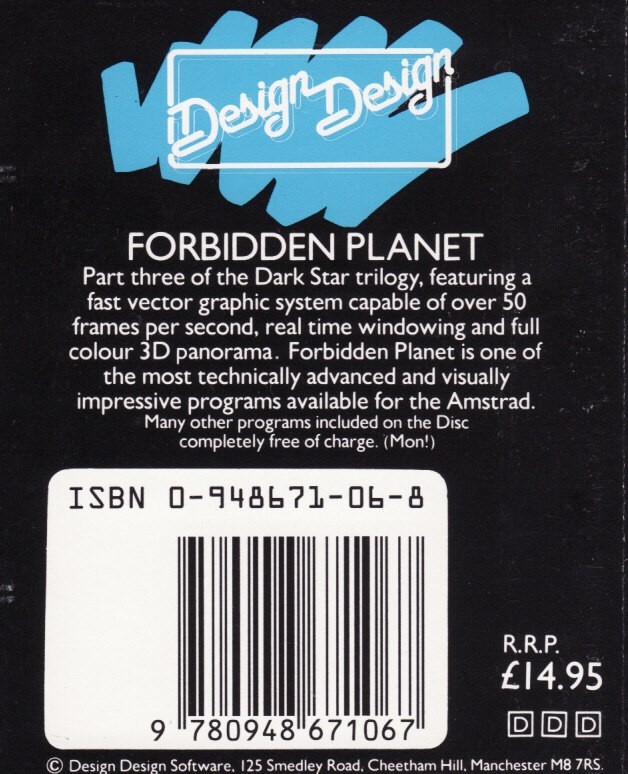 Design Design
FORBIDDEN PLANET
Part three of the Dark Star trilogy, featuring a
fast vector graphic system capable of over 50
frames per second, real time windowing and full
colour 3D panorama. Forbidden Planet is one of
the most technically advanced and visually
impressive programs available for the Amstrad.
Many other programs included on the Disc
completely free of charge. (Mon!)
ISBN 0-948671-06-8
9 780948 671067
R.R.P.
£14.95
D D D
© Design Design Software, 125 Smedley Road, Cheetham Hill, Manchester M8 7RS.